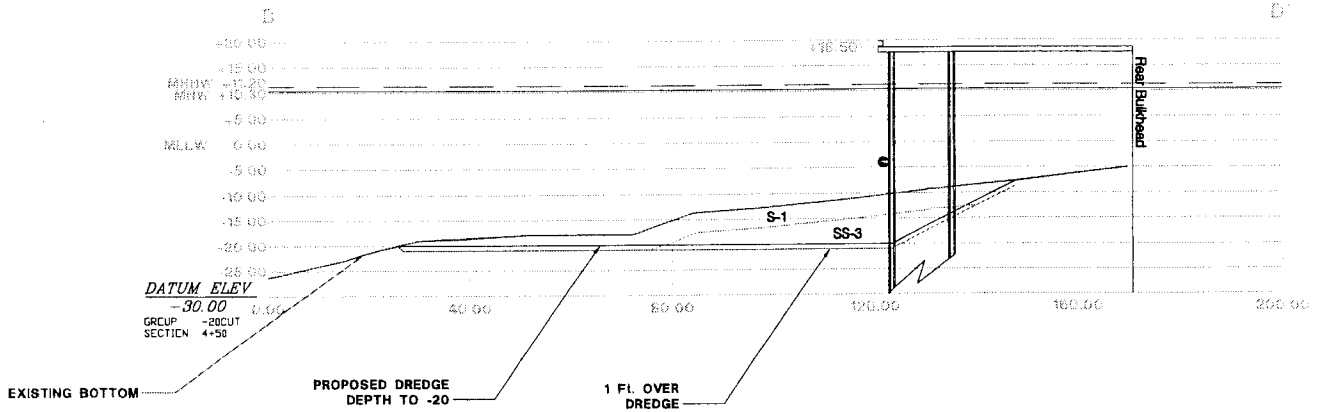 D D'
+20.00 +16.50
+15.00
MHHW +11.20
MHW +10.30
+5.00
MLLW 0.00
-5.00
-10.00
-15.00
-20.00
-25.00
Rear Bulkhead
S-1
SS-3
DATUM ELEV
-30.00
GROUP -20CUT
SECTION 4+50
0.00 40.00 80.00 120.00 160.00 200.00
EXISTING BOTTOM
PROPOSED DREDGE
DEPTH TO -20
1 Ft. OVER
DREDGE